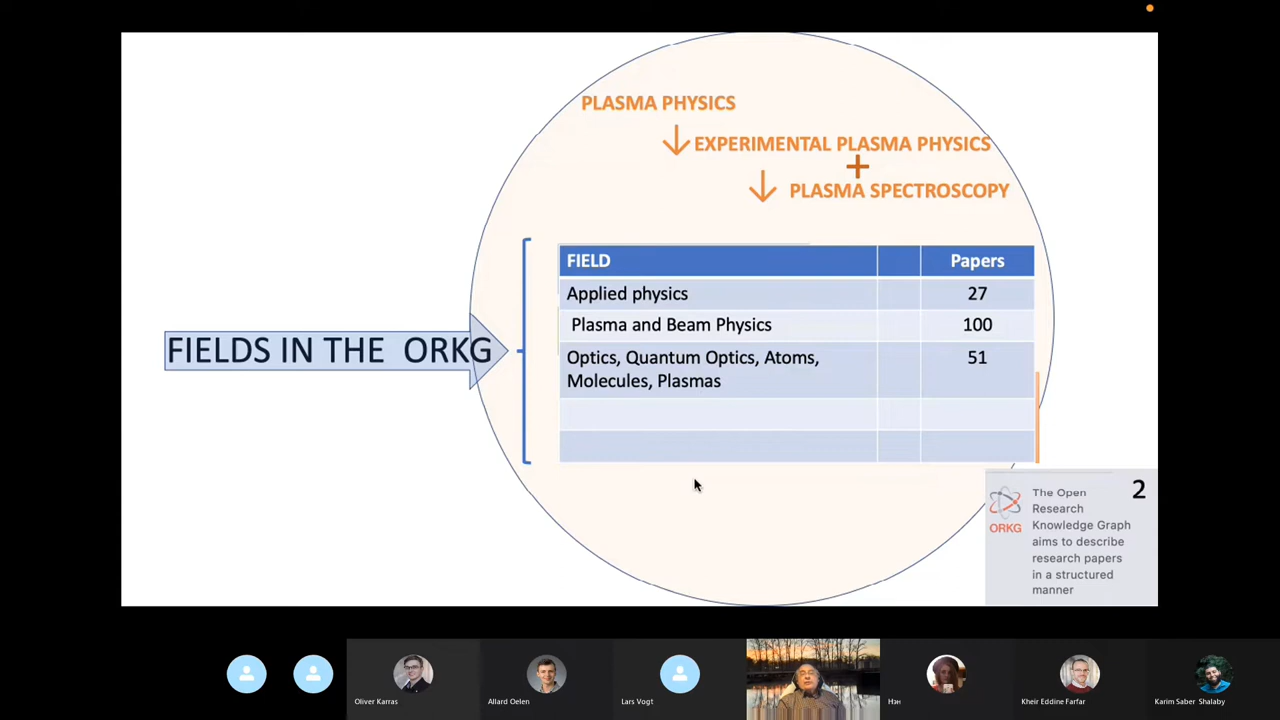 PLASMA PHYSICS
↓ EXPERIMENTAL PLASMA PHYSICS
+
↓ PLASMA SPECTROSCOPY
FIELDS IN THE ORKG
FIELD Papers
Applied physics 27
Plasma and Beam Physics 100
Optics, Quantum Optics, Atoms, 51
Molecules, Plasmas
2
ORKG
The Open
Research
Knowledge Graph
aims to describe
research papers
in a structured
manner
Oliver Karras
Allard Oelen
Lars Vogt
Нэн
Kheir Eddine Farfar
Karim Saber Shalaby